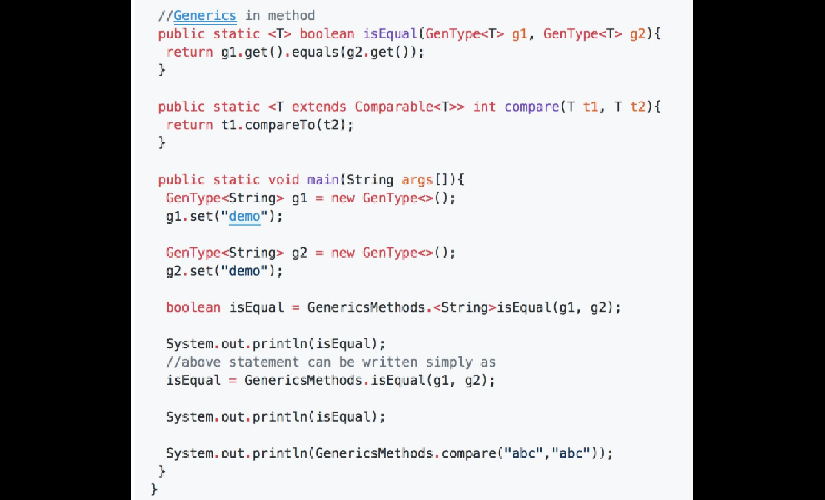 //Generics in method
public static <T> boolean isEqual(GenType<T> g1, GenType<T> g2){
return g1.get().equals(g2.get());
}
public static <T extends Comparable<T>> int compare(T t1, T t2){
return t1.compareTo(t2);
}
public static void main(String args[]){
GenType<String> g1 = new GenType<>();
g1.set("demo");
GenType<String> g2 = new GenType<>();
g2.set("demo");
boolean isEqual = GenericsMethods.<String>isEqual(g1, g2);
System.out.println(isEqual);
//above statement can be written simply as
isEqual = GenericsMethods.isEqual(g1, g2);
System.out.println(isEqual);
System.out.println(GenericsMethods.compare("abc","abc"));
}
}